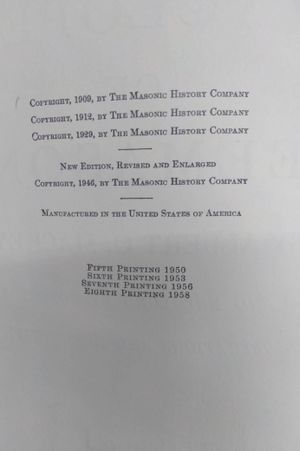 Copyright, 1909, by The Masonic History Company
Copyright, 1912, by The Masonic History Company
Copyright, 1929, by The Masonic History Company
New Edition, Revised and Enlarged
Copyright, 1946, by The Masonic History Company
Manufactured in the United States of America
Fifth Printing 1950
Sixth Printing 1953
Seventh Printing 1956
Eighth Printing 1958